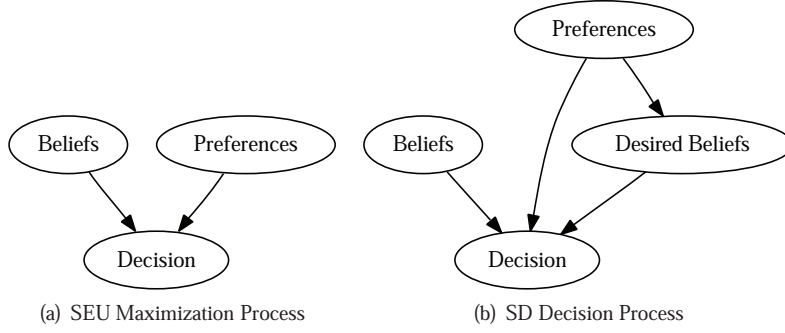 Preferences
Beliefs
Preferences
Beliefs
Desired Beliefs
Decision
Decision
(a) SEU Maximization Process
(b) SD Decision Process